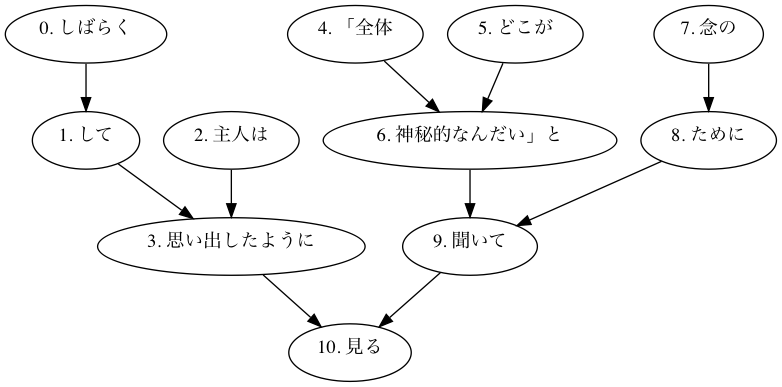 0. しばらく
4. 「全体
5. どこが
7. 念の
1. して
2. 主人は
6. 神秘的なんだい」と
8. ために
3. 思い出したように
9. 聞いて
10. 見る